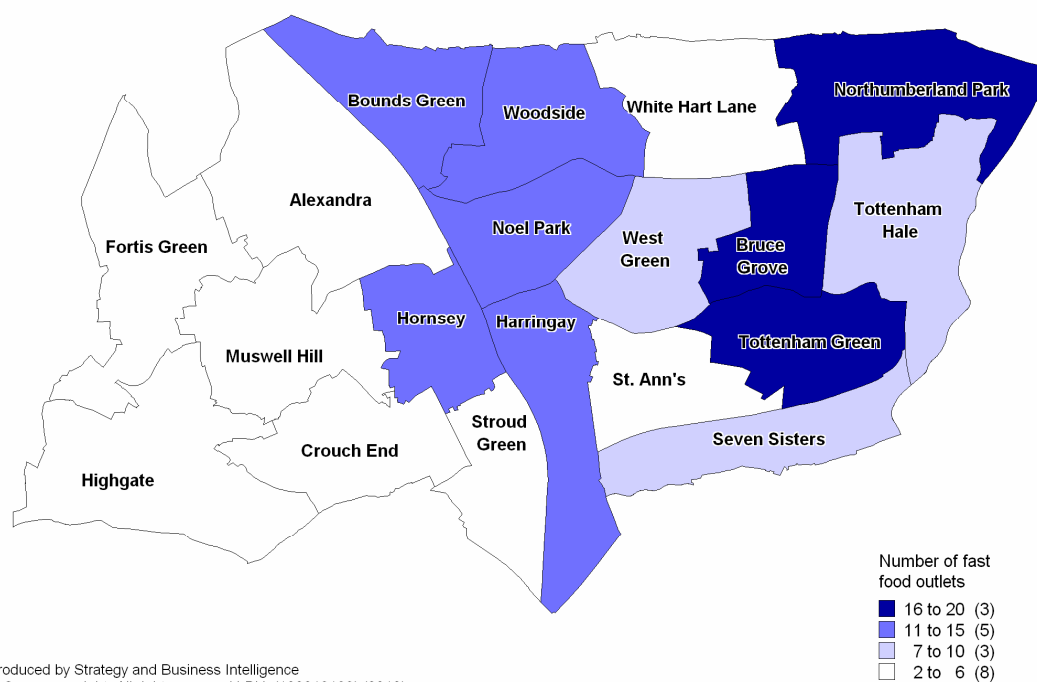 Northumberland Park
Bounds Green
Woodside
White Hart Lane
Alexandra
Tottenham
Hale
Noel Park
West
Green
Bruce
Grove
Fortis Green
Hornsey
Harringay
Tottenham Green
Muswell Hill
St. Ann's
Stroud
Green
Seven Sisters
Crouch End
Highgate
Number of fast
food outlets
16 to 20 (3)
11 to 15 (5)
7 to 10 (3)
2 to 6 (8)
roduced by Strategy and Business Intelligence